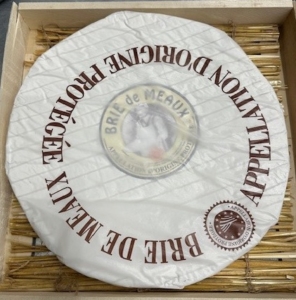 BRIE DE MEAUX
APPELLATION D'ORIGINE PROTÉGÉE
BRIE de MEAUX